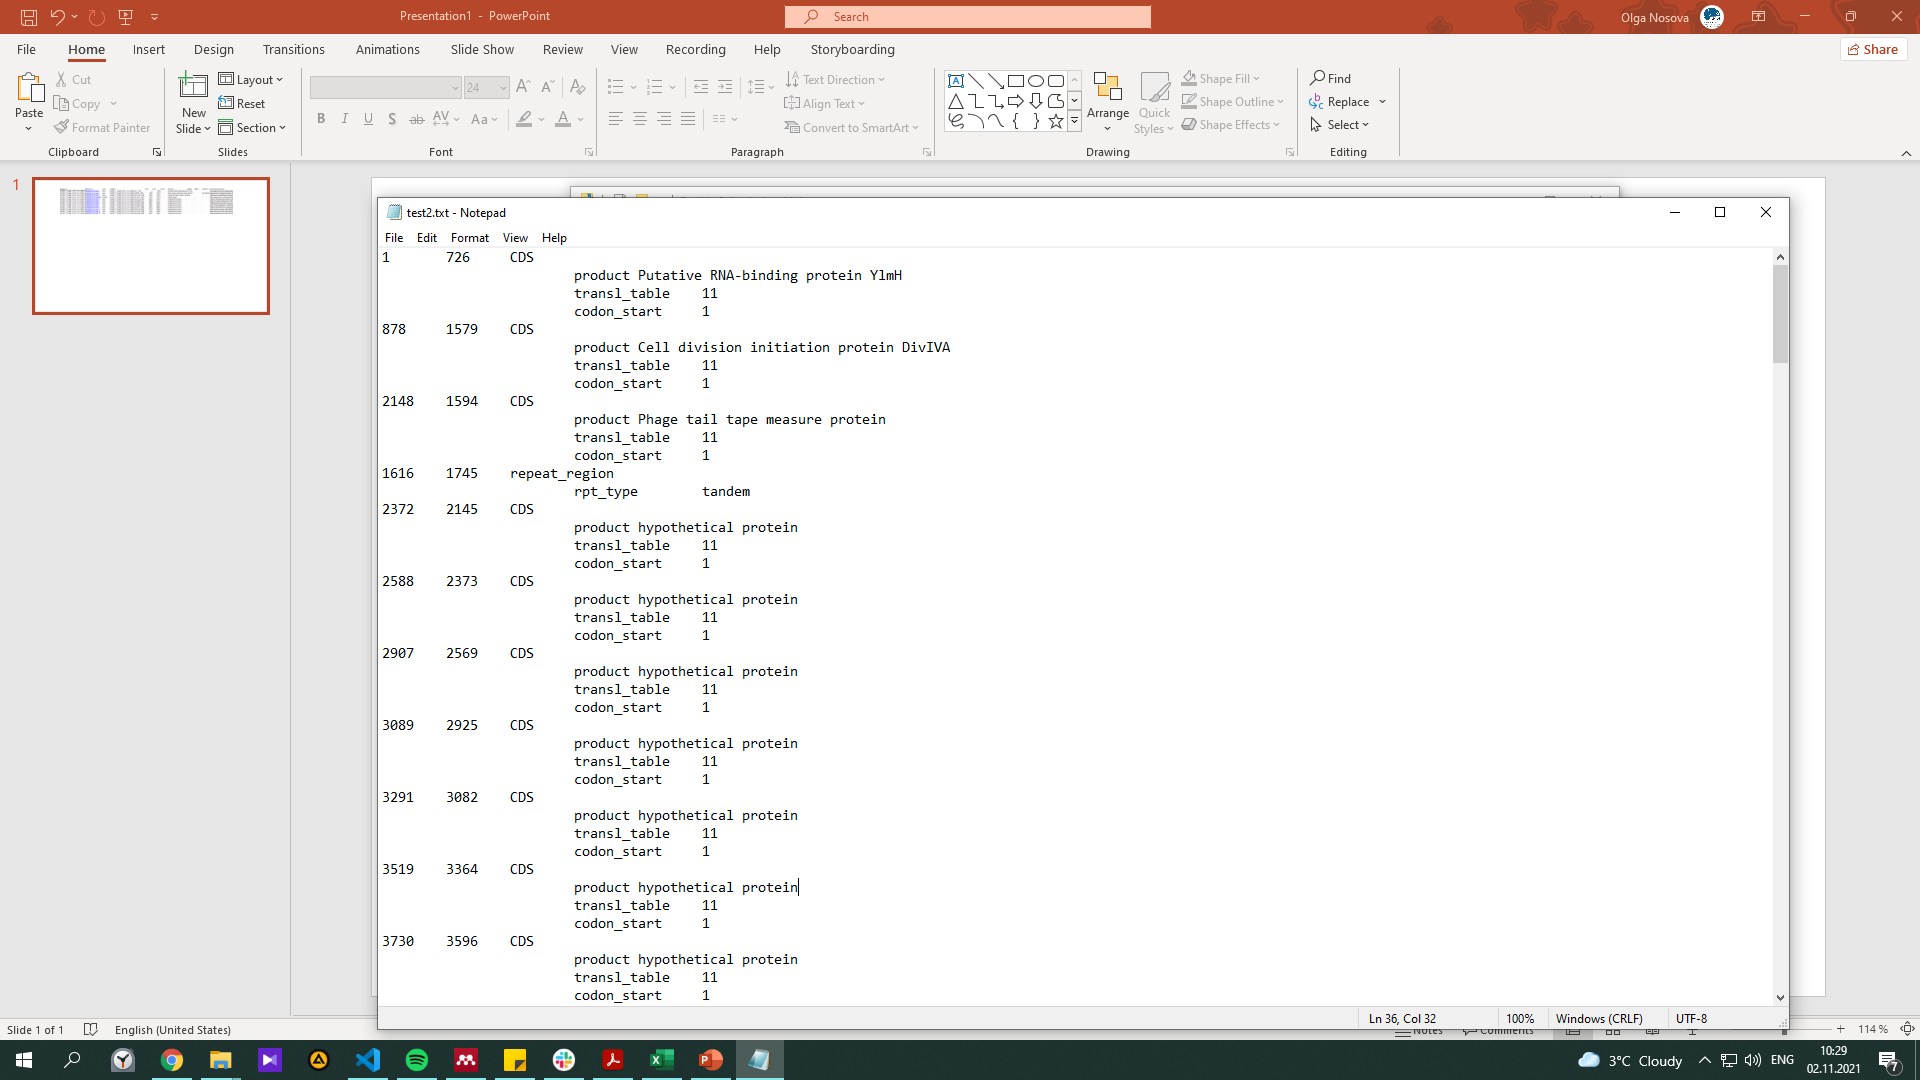 Presentation1 - PowerPoint
Search
Olga Nosova
File Home Insert Design Transitions Animations Slide Show Review View Recording Help Storyboarding
Share
Paste
Cut
Copy
Format Painter
Clipboard
New Slide
Layout
Reset
Section
Slides
24
B I U S ab AV Aa A
Font
Text Direction
Align Text
Convert to SmartArt
Paragraph
Arrange
Quick Styles
Shape Fill
Shape Outline
Shape Effects
Drawing
Find
Replace
Select
Editing
1
test2.txt - Notepad
File Edit Format View Help
1 726 CDS
product Putative RNA-binding protein YlmH
transl_table 11
codon_start 1
878 1579 CDS
product Cell division initiation protein DivIVA
transl_table 11
codon_start 1
2148 1594 CDS
product Phage tail tape measure protein
transl_table 11
codon_start 1
1616 1745 repeat_region
rpt_type tandem
2372 2145 CDS
product hypothetical protein
transl_table 11
codon_start 1
2588 2373 CDS
product hypothetical protein
transl_table 11
codon_start 1
2907 2569 CDS
product hypothetical protein
transl_table 11
codon_start 1
3089 2925 CDS
product hypothetical protein
transl_table 11
codon_start 1
3291 3082 CDS
product hypothetical protein
transl_table 11
codon_start 1
3519 3364 CDS
product hypothetical protein
transl_table 11
codon_start 1
3730 3596 CDS
product hypothetical protein
transl_table 11
codon_start 1
Ln 36, Col 32 100% Windows (CRLF) UTF-8
Slide 1 of 1 English (United States) Notes Comments 114 %
3°C Cloudy ENG 10:29
02.11.2021
7